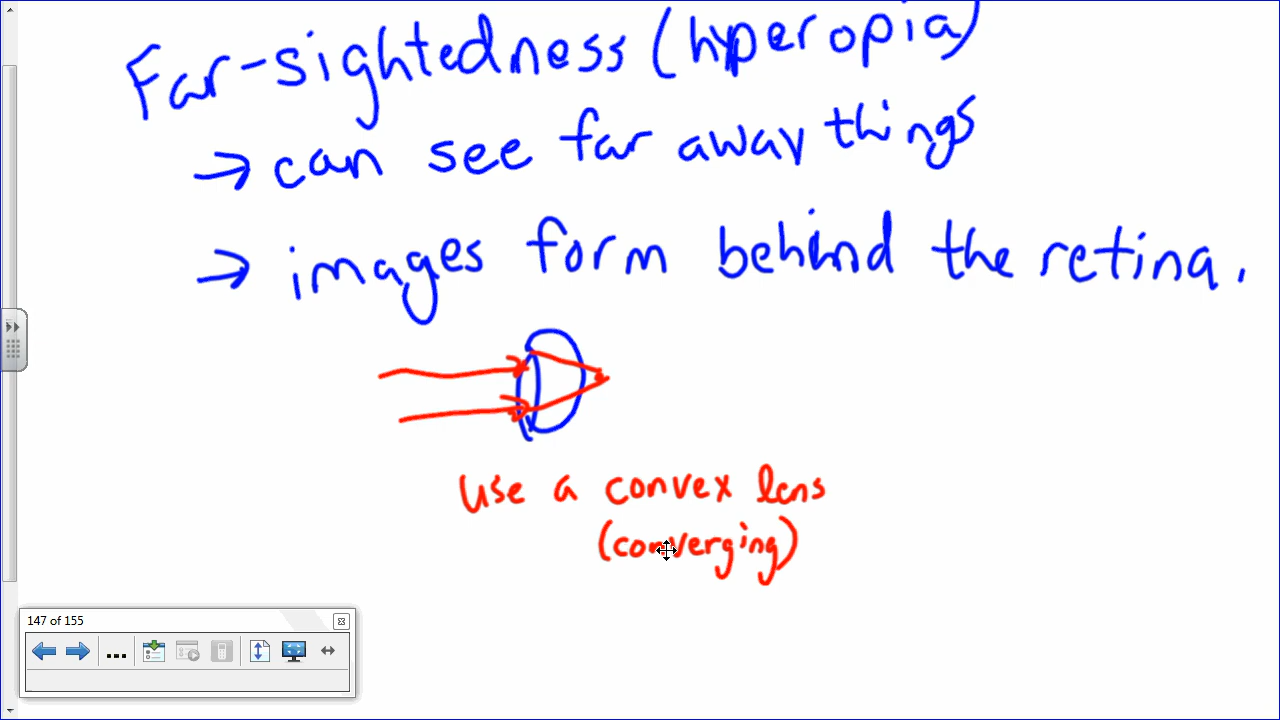 Far-sightedness (hyperopia)
→ can see far away things
→ images form behind the retina.
Use a convex lens
(converging)
147 of 155
...